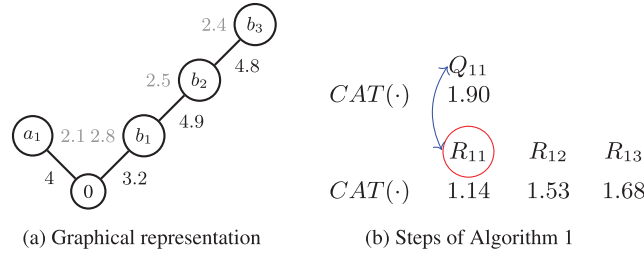 b₃
2.4
4.8
b₂
2.5
4.9
a₁
2.1 2.8
b₁
4
3.2
0
(a) Graphical representation
Q₁₁
CAT(·) 1.90
R₁₁ R₁₂ R₁₃
CAT(·) 1.14 1.53 1.68
(b) Steps of Algorithm 1